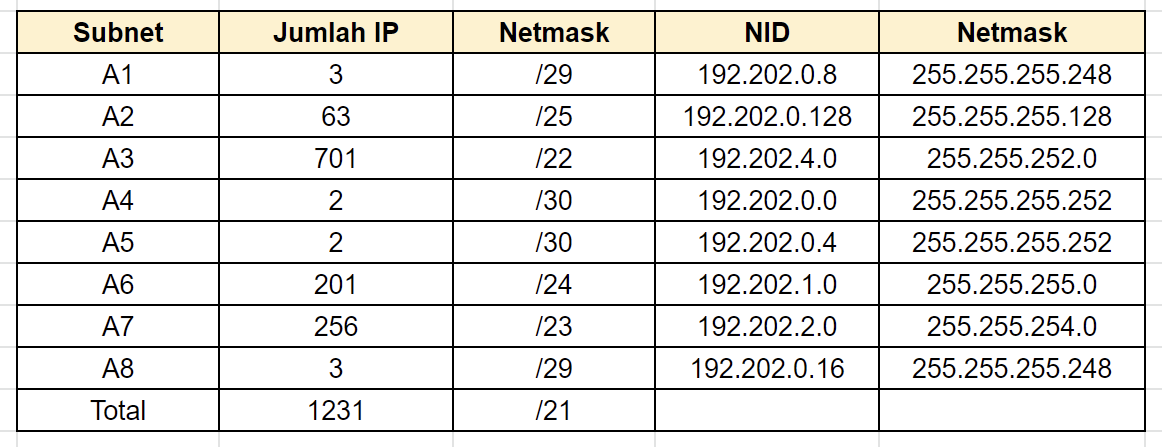 Subnet Jumlah IP Netmask NID Netmask
A1 3 /29 192.202.0.8 255.255.255.248
A2 63 /25 192.202.0.128 255.255.255.128
A3 701 /22 192.202.4.0 255.255.252.0
A4 2 /30 192.202.0.0 255.255.255.252
A5 2 /30 192.202.0.4 255.255.255.252
A6 201 /24 192.202.1.0 255.255.255.0
A7 256 /23 192.202.2.0 255.255.254.0
A8 3 /29 192.202.0.16 255.255.255.248
Total 1231 /21